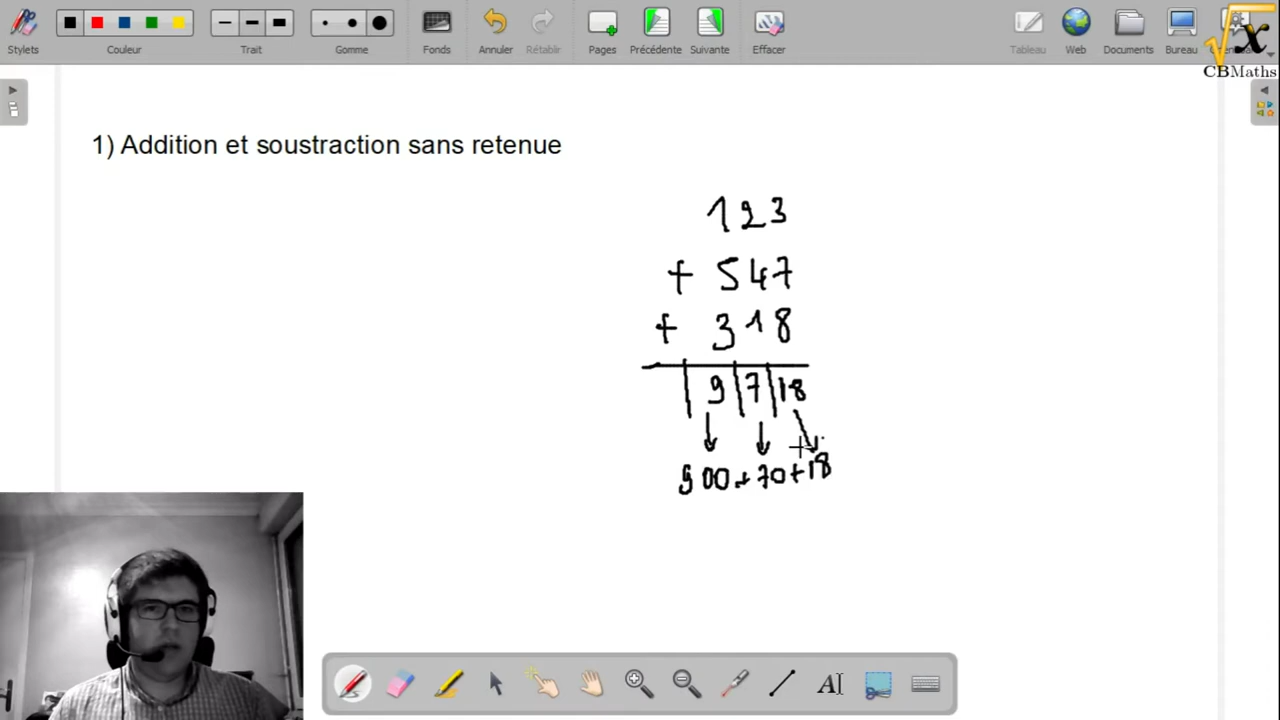 Stylets Couleur Trait Gomme Fonds Annuler Rétablir Pages Précédente Suivante Effacer Tableau Web Documents Bureau
√x
CBMaths
1) Addition et soustraction sans retenue
123
+ 547
+ 318
9 | 7 | 18
900 + 70 + 18